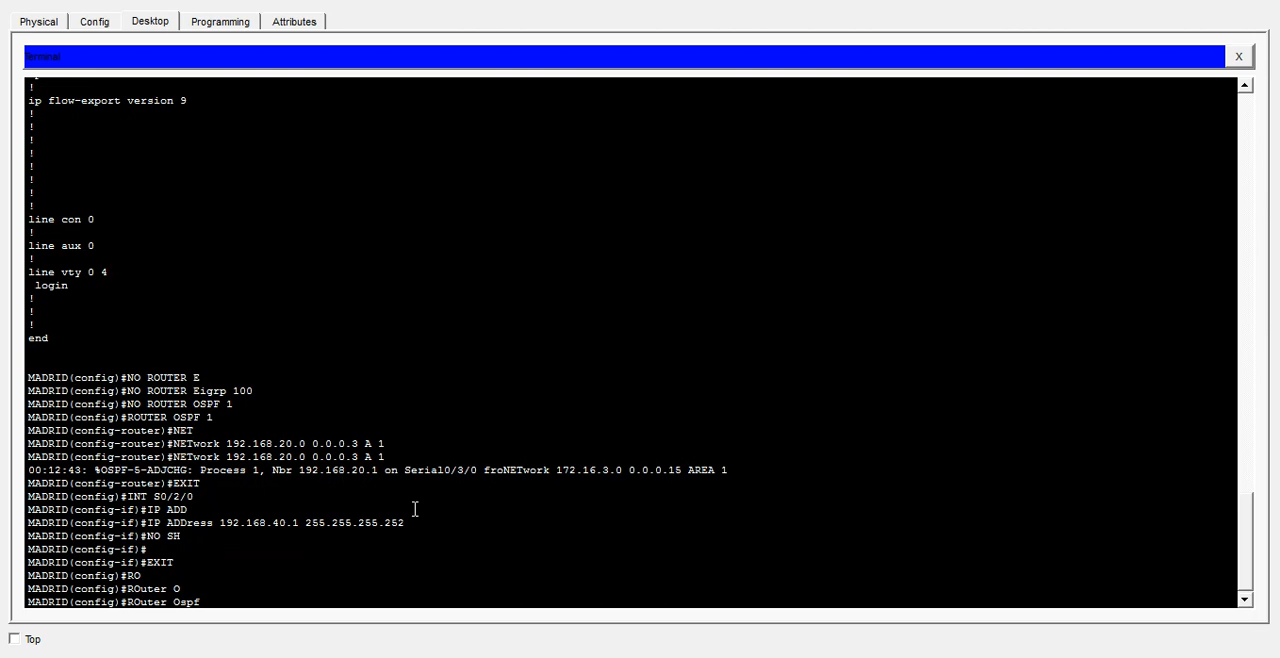 Physical
Config
Desktop
Programming
Attributes
Terminal
X
!
ip flow-export version 9
!
!
!
!
!
!
!
!
line con 0
!
line aux 0
!
line vty 0 4
login
!
!
!
end
MADRID(config)#NO ROUTER E
MADRID(config)#NO ROUTER Eigrp 100
MADRID(config)#NO ROUTER OSPF 1
MADRID(config)#ROUTER OSPF 1
MADRID(config-router)#NET
MADRID(config-router)#NETwork 192.168.20.0 0.0.0.3 A 1
MADRID(config-router)#NETwork 192.168.20.0 0.0.0.3 A 1
00:12:43: %OSPF-5-ADJCHG: Process 1, Nbr 192.168.20.1 on Serial0/3/0 froNETwork 172.16.3.0 0.0.0.15 AREA 1
MADRID(config-router)#EXIT
MADRID(config)#INT S0/2/0
MADRID(config-if)#IP ADD
MADRID(config-if)#IP ADDress 192.168.40.1 255.255.255.252
MADRID(config-if)#NO SH
MADRID(config-if)#
MADRID(config-if)#EXIT
MADRID(config)#RO
MADRID(config)#ROuter O
MADRID(config)#ROuter Ospf
Top